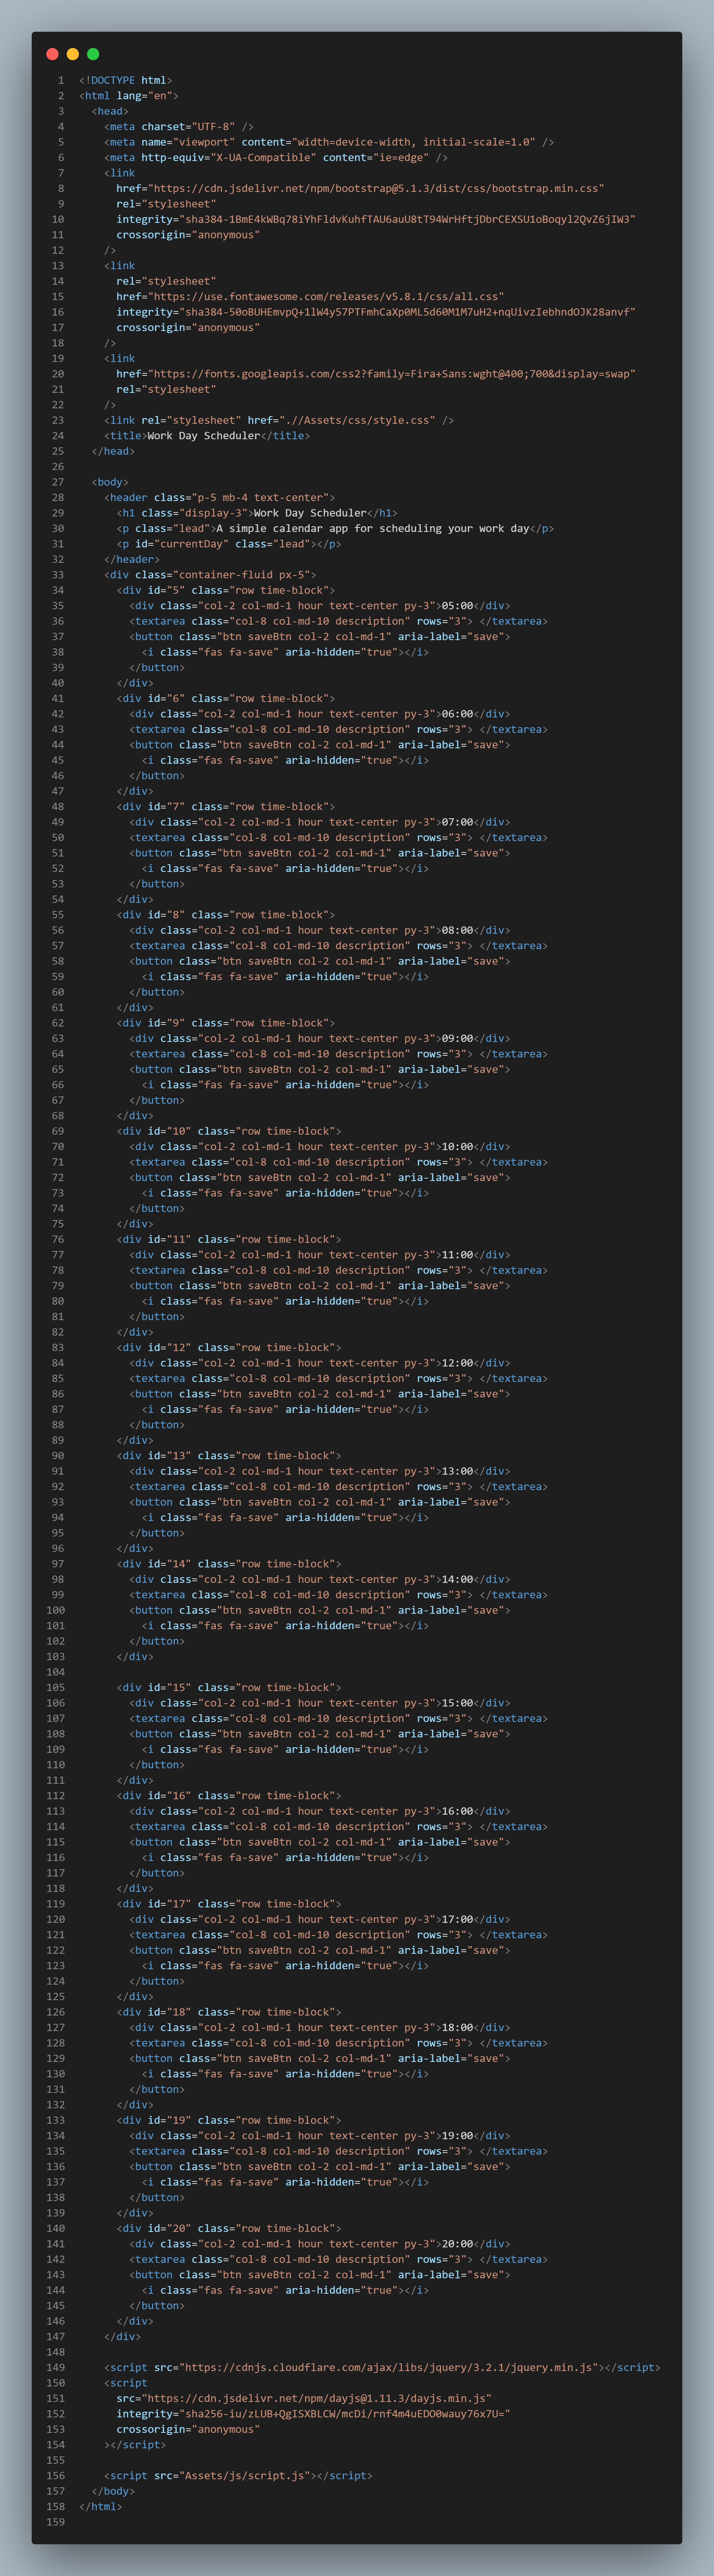 1 <!DOCTYPE html>
2 <html lang="en">
3 <head>
4 <meta charset="UTF-8" />
5 <meta name="viewport" content="width=device-width, initial-scale=1.0" />
6 <meta http-equiv="X-UA-Compatible" content="ie=edge" />
7 <link
8 href="https://cdn.jsdelivr.net/npm/bootstrap@5.1.3/dist/css/bootstrap.min.css"
9 rel="stylesheet"
10 integrity="sha384-1BmE4kWBq78iYhFldvKuhfTAU6auU8tT94WrHftjDbrCEXSU1oBoqyl2QvZ6jIW3"
11 crossorigin="anonymous"
12 />
13 <link
14 rel="stylesheet"
15 href="https://use.fontawesome.com/releases/v5.8.1/css/all.css"
16 integrity="sha384-50oBUHEmvpQ+1lW4y57PTFmhCaXp0ML5d60M1M7uH2+nqUivzIebhndOJK28anvf"
17 crossorigin="anonymous"
18 />
19 <link
20 href="https://fonts.googleapis.com/css2?family=Fira+Sans:wght@400;700&display=swap"
21 rel="stylesheet"
22 />
23 <link rel="stylesheet" href=".//Assets/css/style.css" />
24 <title>Work Day Scheduler</title>
25 </head>
26
27 <body>
28 <header class="p-5 mb-4 text-center">
29 <h1 class="display-3">Work Day Scheduler</h1>
30 <p class="lead">A simple calendar app for scheduling your work day</p>
31 <p id="currentDay" class="lead"></p>
32 </header>
33 <div class="container-fluid px-5">
34 <div id="5" class="row time-block">
35 <div class="col-2 col-md-1 hour text-center py-3">05:00</div>
36 <textarea class="col-8 col-md-10 description" rows="3"> </textarea>
37 <button class="btn saveBtn col-2 col-md-1" aria-label="save">
38 <i class="fas fa-save" aria-hidden="true"></i>
39 </button>
40 </div>
41 <div id="6" class="row time-block">
42 <div class="col-2 col-md-1 hour text-center py-3">06:00</div>
43 <textarea class="col-8 col-md-10 description" rows="3"> </textarea>
44 <button class="btn saveBtn col-2 col-md-1" aria-label="save">
45 <i class="fas fa-save" aria-hidden="true"></i>
46 </button>
47 </div>
48 <div id="7" class="row time-block">
49 <div class="col-2 col-md-1 hour text-center py-3">07:00</div>
50 <textarea class="col-8 col-md-10 description" rows="3"> </textarea>
51 <button class="btn saveBtn col-2 col-md-1" aria-label="save">
52 <i class="fas fa-save" aria-hidden="true"></i>
53 </button>
54 </div>
55 <div id="8" class="row time-block">
56 <div class="col-2 col-md-1 hour text-center py-3">08:00</div>
57 <textarea class="col-8 col-md-10 description" rows="3"> </textarea>
58 <button class="btn saveBtn col-2 col-md-1" aria-label="save">
59 <i class="fas fa-save" aria-hidden="true"></i>
60 </button>
61 </div>
62 <div id="9" class="row time-block">
63 <div class="col-2 col-md-1 hour text-center py-3">09:00</div>
64 <textarea class="col-8 col-md-10 description" rows="3"> </textarea>
65 <button class="btn saveBtn col-2 col-md-1" aria-label="save">
66 <i class="fas fa-save" aria-hidden="true"></i>
67 </button>
68 </div>
69 <div id="10" class="row time-block">
70 <div class="col-2 col-md-1 hour text-center py-3">10:00</div>
71 <textarea class="col-8 col-md-10 description" rows="3"> </textarea>
72 <button class="btn saveBtn col-2 col-md-1" aria-label="save">
73 <i class="fas fa-save" aria-hidden="true"></i>
74 </button>
75 </div>
76 <div id="11" class="row time-block">
77 <div class="col-2 col-md-1 hour text-center py-3">11:00</div>
78 <textarea class="col-8 col-md-10 description" rows="3"> </textarea>
79 <button class="btn saveBtn col-2 col-md-1" aria-label="save">
80 <i class="fas fa-save" aria-hidden="true"></i>
81 </button>
82 </div>
83 <div id="12" class="row time-block">
84 <div class="col-2 col-md-1 hour text-center py-3">12:00</div>
85 <textarea class="col-8 col-md-10 description" rows="3"> </textarea>
86 <button class="btn saveBtn col-2 col-md-1" aria-label="save">
87 <i class="fas fa-save" aria-hidden="true"></i>
88 </button>
89 </div>
90 <div id="13" class="row time-block">
91 <div class="col-2 col-md-1 hour text-center py-3">13:00</div>
92 <textarea class="col-8 col-md-10 description" rows="3"> </textarea>
93 <button class="btn saveBtn col-2 col-md-1" aria-label="save">
94 <i class="fas fa-save" aria-hidden="true"></i>
95 </button>
96 </div>
97 <div id="14" class="row time-block">
98 <div class="col-2 col-md-1 hour text-center py-3">14:00</div>
99 <textarea class="col-8 col-md-10 description" rows="3"> </textarea>
100 <button class="btn saveBtn col-2 col-md-1" aria-label="save">
101 <i class="fas fa-save" aria-hidden="true"></i>
102 </button>
103 </div>
104
105 <div id="15" class="row time-block">
106 <div class="col-2 col-md-1 hour text-center py-3">15:00</div>
107 <textarea class="col-8 col-md-10 description" rows="3"> </textarea>
108 <button class="btn saveBtn col-2 col-md-1" aria-label="save">
109 <i class="fas fa-save" aria-hidden="true"></i>
110 </button>
111 </div>
112 <div id="16" class="row time-block">
113 <div class="col-2 col-md-1 hour text-center py-3">16:00</div>
114 <textarea class="col-8 col-md-10 description" rows="3"> </textarea>
115 <button class="btn saveBtn col-2 col-md-1" aria-label="save">
116 <i class="fas fa-save" aria-hidden="true"></i>
117 </button>
118 </div>
119 <div id="17" class="row time-block">
120 <div class="col-2 col-md-1 hour text-center py-3">17:00</div>
121 <textarea class="col-8 col-md-10 description" rows="3"> </textarea>
122 <button class="btn saveBtn col-2 col-md-1" aria-label="save">
123 <i class="fas fa-save" aria-hidden="true"></i>
124 </button>
125 </div>
126 <div id="18" class="row time-block">
127 <div class="col-2 col-md-1 hour text-center py-3">18:00</div>
128 <textarea class="col-8 col-md-10 description" rows="3"> </textarea>
129 <button class="btn saveBtn col-2 col-md-1" aria-label="save">
130 <i class="fas fa-save" aria-hidden="true"></i>
131 </button>
132 </div>
133 <div id="19" class="row time-block">
134 <div class="col-2 col-md-1 hour text-center py-3">19:00</div>
135 <textarea class="col-8 col-md-10 description" rows="3"> </textarea>
136 <button class="btn saveBtn col-2 col-md-1" aria-label="save">
137 <i class="fas fa-save" aria-hidden="true"></i>
138 </button>
139 </div>
140 <div id="20" class="row time-block">
141 <div class="col-2 col-md-1 hour text-center py-3">20:00</div>
142 <textarea class="col-8 col-md-10 description" rows="3"> </textarea>
143 <button class="btn saveBtn col-2 col-md-1" aria-label="save">
144 <i class="fas fa-save" aria-hidden="true"></i>
145 </button>
146 </div>
147 </div>
148
149 <script src="https://cdnjs.cloudflare.com/ajax/libs/jquery/3.2.1/jquery.min.js"></script>
150 <script
151 src="https://cdn.jsdelivr.net/npm/dayjs@1.11.3/dayjs.min.js"
152 integrity="sha256-iu/zLUB+QgISXBLCW/mcDi/rnf4m4uEDO0wauy76x7U="
153 crossorigin="anonymous"
154 ></script>
155
156 <script src="Assets/js/script.js"></script>
157 </body>
158 </html>
159